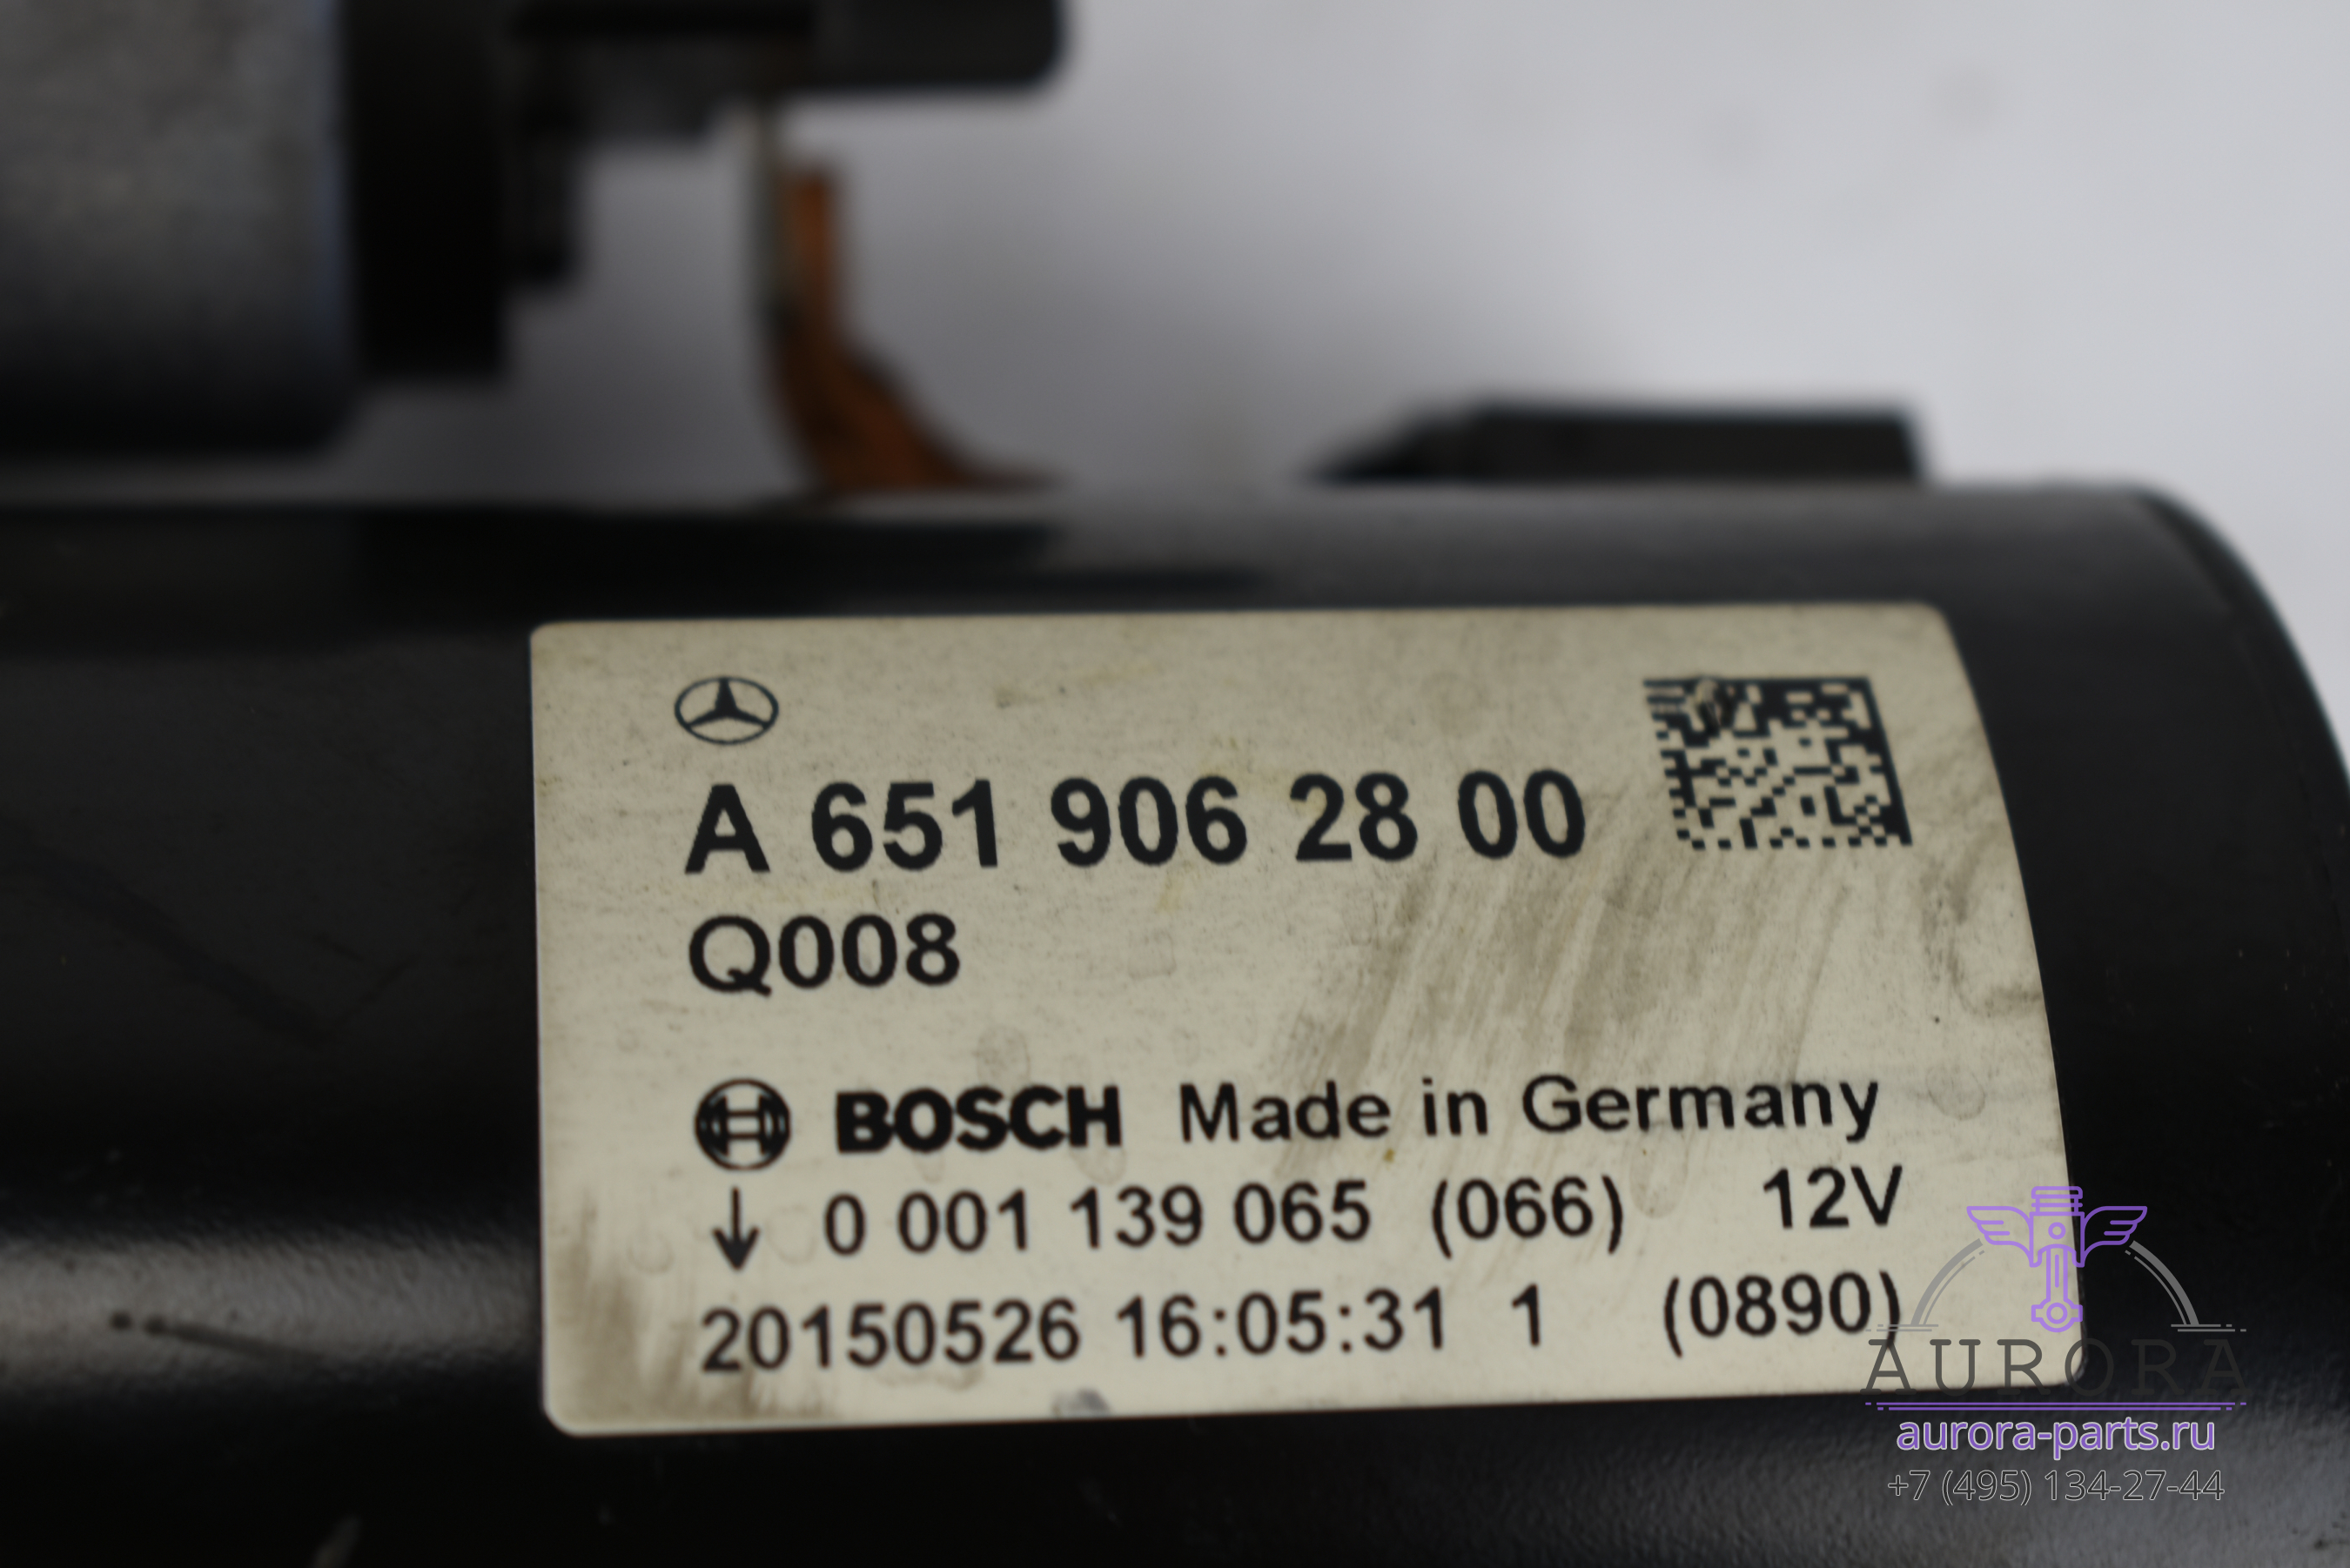 A 651 906 28 00
Q008
BOSCH Made in Germany
0 001 139 065 (066) 12V
20150526 16:05:31 1 (0890)
AURORA
aurora-parts.ru
+7 (495) 134-27-44